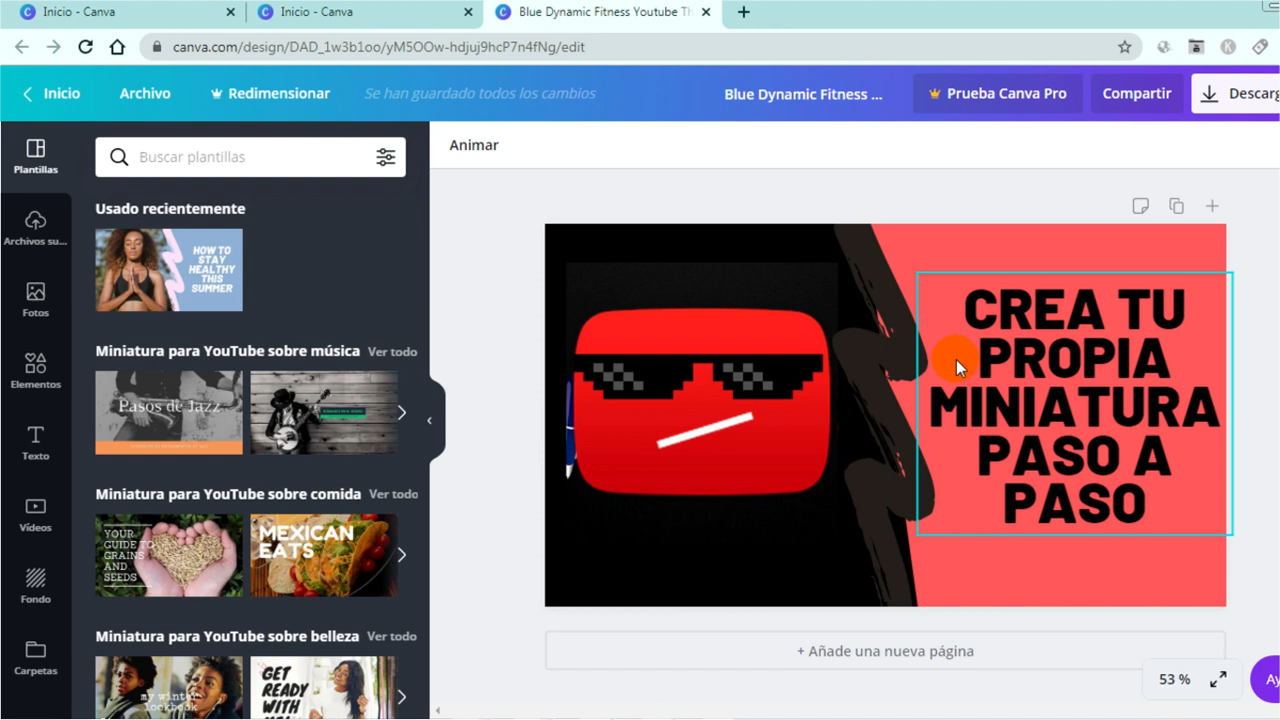 Inicio - Canva
Inicio - Canva
Blue Dynamic Fitness Youtube Th
canva.com/design/DAD_1w3b1oo/yM5OOw-hdjuj9hcP7n4fNg/edit
Inicio
Archivo
Redimensionar
Se han guardado todos los cambios
Blue Dynamic Fitness ...
Prueba Canva Pro
Compartir
Descarg
Plantillas
Archivos su...
Fotos
Elementos
Texto
Vídeos
Fondo
Carpetas
Buscar plantillas
Usado recientemente
HOW TO
STAY
HEALTHY
THIS
SUMMER
Miniatura para YouTube sobre música Ver todo
Pasos de Jazz
Miniatura para YouTube sobre comida Ver todo
YOUR
GUIDE TO
GRAINS
AND
SEEDS
MEXICAN
EATS
Miniatura para YouTube sobre belleza Ver todo
my winter
lookbook
GET
READY
WITH
Animar
CREA TU
PROPIA
MINIATURA
PASO A
PASO
+ Añade une nueva página
53 %
Ay